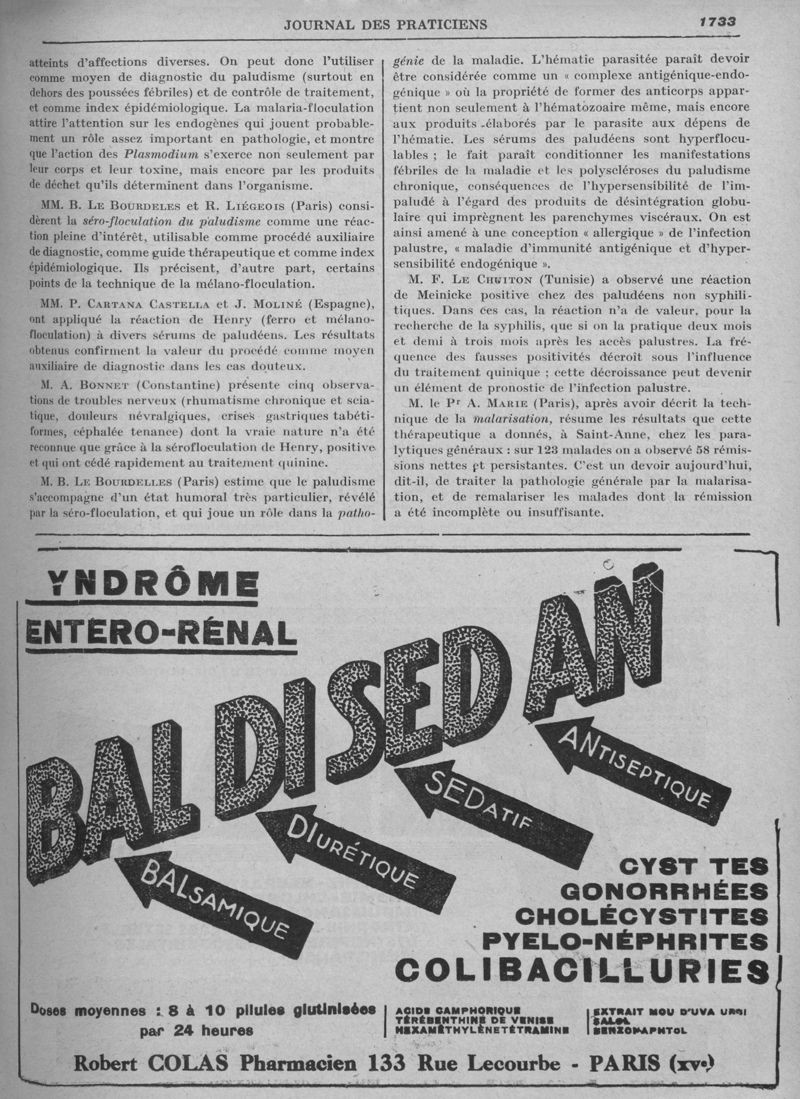 JOURNAL DES PRATICIENS
1733
atteints d'affections diverses. On peut donc l'utiliser
comme moyen de diagnostic du paludisme (surtout en
dehors des poussées fébriles) et de contrôle de traitement,
et comme index épidémiologique. La malaria-floculation
attire l'attention sur les endogènes qui jouent probable-
ment un rôle assez important en pathologie, et montre
que l'action des Plasmodium s'exerce non seulement par
leur corps et leur toxine, mais encore par les produits
de déchet qu'ils déterminent dans l'organisme.
MM. B. LE BOURDELES et R. LIÉGEOIS (Paris) consi-
dèrent la séro-floculation du paludisme comme une réac-
tion pleine d'intérêt, utilisable comme procédé auxiliaire
de diagnostic, comme guide thérapeutique et comme index
épidémiologique. Ils précisent, d'autre part, certains
points de la technique de la mélano-floculation.
MM. P. CARTANA CASTELLA et J. MOLINÉ (Espagne),
ont appliqué la réaction de Henry (ferro et mélano-
floculation) à divers sérums de paludéens. Les résultats
obtenus confirment la valeur du procédé comme moyen
auxiliaire de diagnostic dans les cas douteux.
M. A. BONNET (Constantine) présente cinq observa-
tions de troubles nerveux (rhumatisme chronique et scia-
tique, douleurs névralgiques, crises gastriques tabéti-
formes, céphalée tenance) dont la vraie nature n'a été
reconnue que grâce à la séroflocculation de Henry, positive
et qui ont cédé rapidement au traitement quinine.
M. B. LE BOURDELLES (Paris) estime que le paludisme
s'accompagne d'un état humoral très particulier, révélé
par la séro-floculation, et qui joue un rôle dans la patho-
génie de la maladie. L'hématie parasitée paraît devoir
être considérée comme un « complexe antigénique-endo-
génique » où la propriété de former des anticorps appar-
tient non seulement à l'hématozoaire même, mais encore
aux produits élaborés par le parasite aux dépens de
l'hématie. Les sérums des paludéens sont hyperflocu-
lables ; le fait paraît conditionner les manifestations
fébriles de la maladie et les polyscléroses du paludisme
chronique, conséquences de l'hypersensibilité de l'im-
paludé à l'égard des produits de désintégration globu-
laire qui imprègnent les parenchymes viscéraux. On est
ainsi amené à une conception « allergique » de l'infection
palustre, « maladie d'immunité antigénique et d'hyper-
sensibilité endogénique ».
M. F. LE CHUITON (Tunisie) a observé une réaction
de Meinicke positive chez des paludéens non syphili-
tiques. Dans ces cas, la réaction n'a de valeur, pour la
recherche de la syphilis, que si on la pratique deux mois
et demi à trois mois après les accès palustres. La fré-
quence des fausses positivités décroît sous l'influence
du traitement quinique ; cette décroissance peut devenir
un élément de pronostic de l'infection palustre.
M. le Pr A. MARIE (Paris), après avoir décrit la tech-
nique de la malarisation, résume les résultats que cette
thérapeutique a donnés, à Saint-Anne, chez les para-
lytiques généraux : sur 123 malades on a observé 58 rémis-
sions nettes et persistantes. C'est un devoir aujourd'hui,
dit-il, de traiter la pathologie générale par la malarisa-
tion, et de remalariser les malades dont la rémission
a été incomplète ou insuffisante.
YNDRÔME
ENTERO-RÉNAL
BALDISEDAN
BALSAMIQUE
DIURÉTIQUE
SÉDATIF
ANTISEPTIQUE
CYST TES
GONORRHÉES
CHOLÉCYSTITES
PYELO-NÉPHRITES
COLIBACILLURIES
Doses moyennes : 8 à 10 pilules glutinisées
par 24 heures
ACIDE CAMPHORIQUE
TÉRÉBENTHINE DE VENISE
HEXAMÉTHYLÈNETÉTRAMINE
EXTRAIT MOU D'UVA URSI
SALOL
BENZONAPHTOL
Robert COLAS Pharmacien 133 Rue Lecourbe - PARIS (XVe)